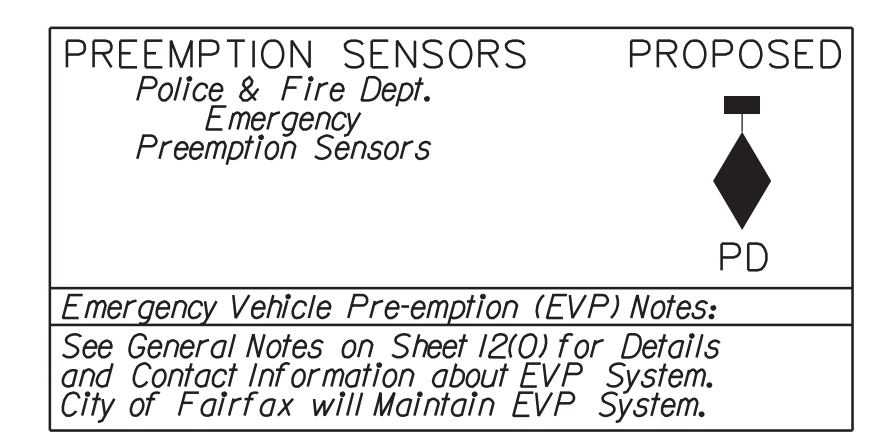 PREEMPTION SENSORS PROPOSED
Police & Fire Dept.
Emergency
Preemption Sensors
PD
Emergency Vehicle Pre-emption (EVP) Notes:
See General Notes on Sheet 12(0) for Details
and Contact Information about EVP System.
City of Fairfax will Maintain EVP System.